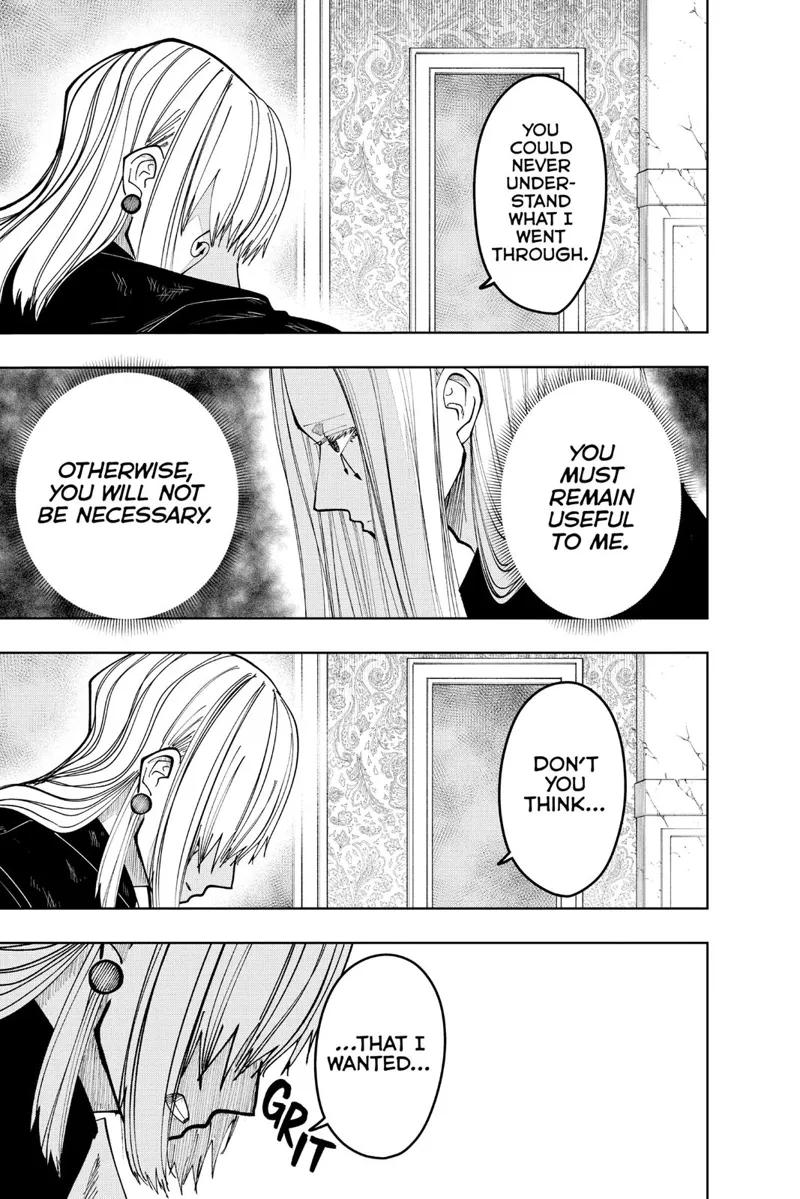 YOU
COULD
NEVER
UNDER-
STAND
WHAT I
WENT
THROUGH.
YOU
MUST
REMAIN
USEFUL
TO ME.
OTHERWISE,
YOU WILL NOT
BE NECESSARY.
DON'T
YOU
THINK...
...THAT I
WANTED...
GRIT